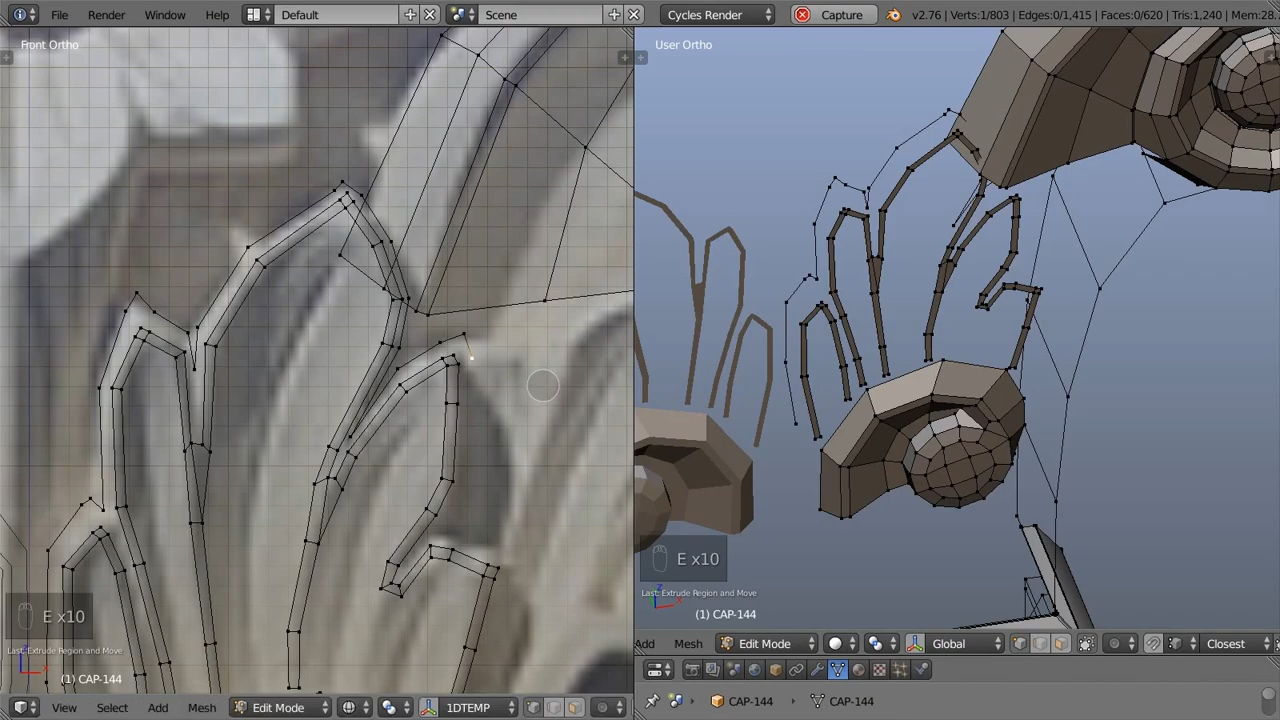 File Render Window Help Default Scene Cycles Render Capture v2.76 | Verts:1/803 | Edges:0/1,415 | Faces:0/620 | Tris:1,240 | Mem:28.
Front Ortho
User Ortho
E x10
Last: Extrude Region and Move
(1) CAP-144
E x10
Last: Extrude Region and Move
(1) CAP-144
Add Mesh Edit Mode Global Closest
CAP-144 CAP-144
View Select Add Mesh Edit Mode 1DTEMP